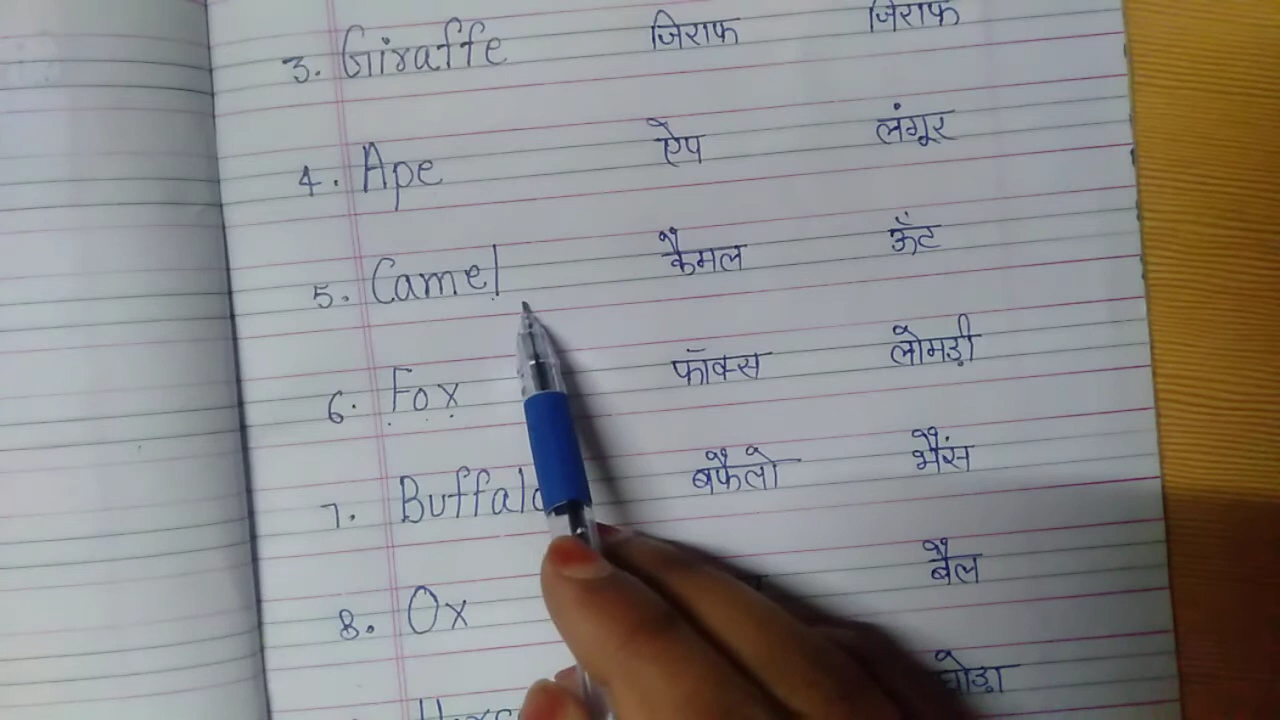 3. Giraffe जिराफ जिराफ
4. Ape ऐप लंगूर
5. Camel कैमल ऊँट
6. Fox फॉक्स लोमड़ी
7. Buffalo बफैलो भैंस
8. Ox बैल
घोड़ा